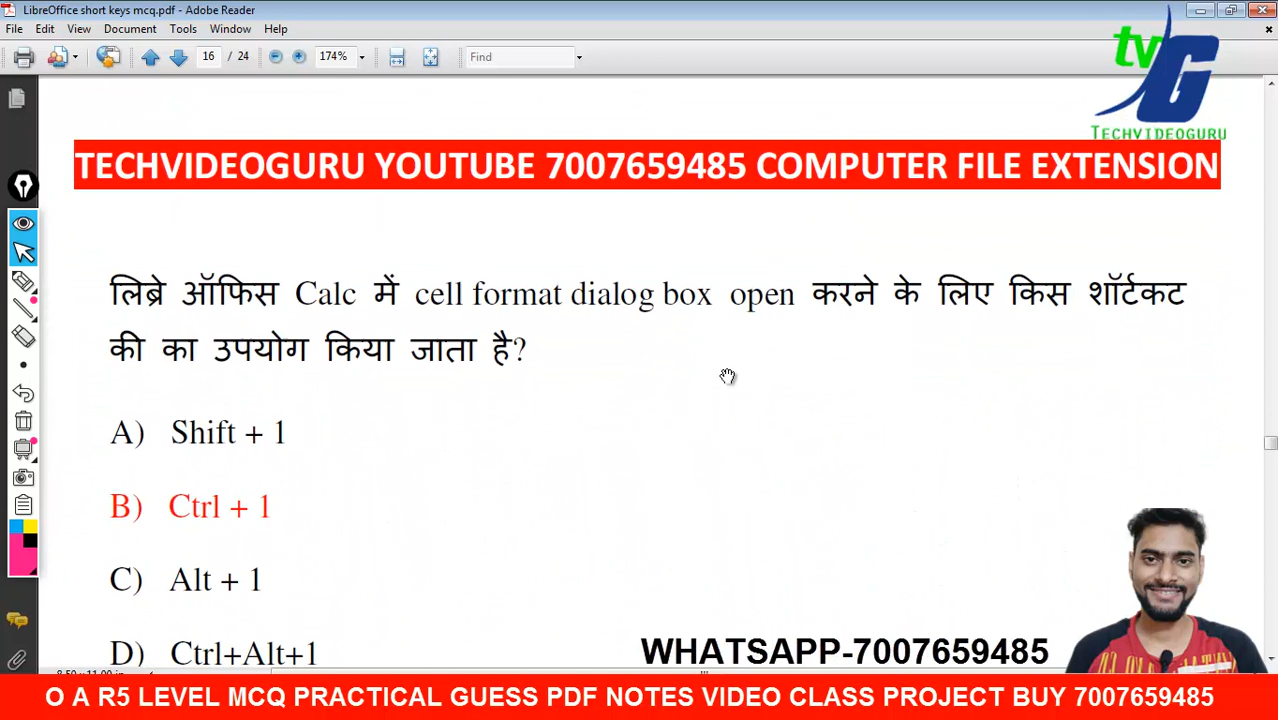 LibreOffice short keys mcq.pdf - Adobe Reader
File Edit View Document Tools Window Help
16 / 24 174% Find
tv G
TECHVIDEOGURU
TECHVIDEOGURU YOUTUBE 7007659485 COMPUTER FILE EXTENSION
लिब्रे ऑफिस Calc में cell format dialog box open करने के लिए किस शॉर्टकट
की का उपयोग किया जाता है?
A) Shift + 1
B) Ctrl + 1
C) Alt + 1
D) Ctrl+Alt+1
WHATSAPP-7007659485
O A R5 LEVEL MCQ PRACTICAL GUESS PDF NOTES VIDEO CLASS PROJECT BUY 7007659485